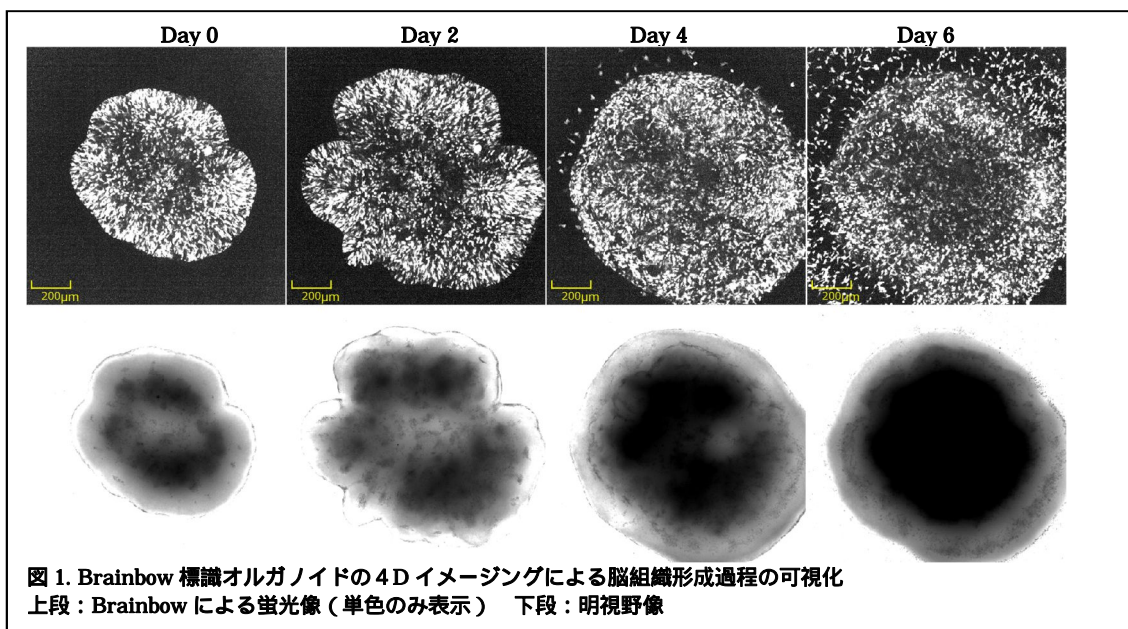 Day 0 Day 2 Day 4 Day 6
200μm 200μm 200μm 200μm
図 1. Brainbow 標識オルガノイドの４D イメージングによる脳組織形成過程の可視化
上段：Brainbow による蛍光像（単色のみ表示） 下段：明視野像